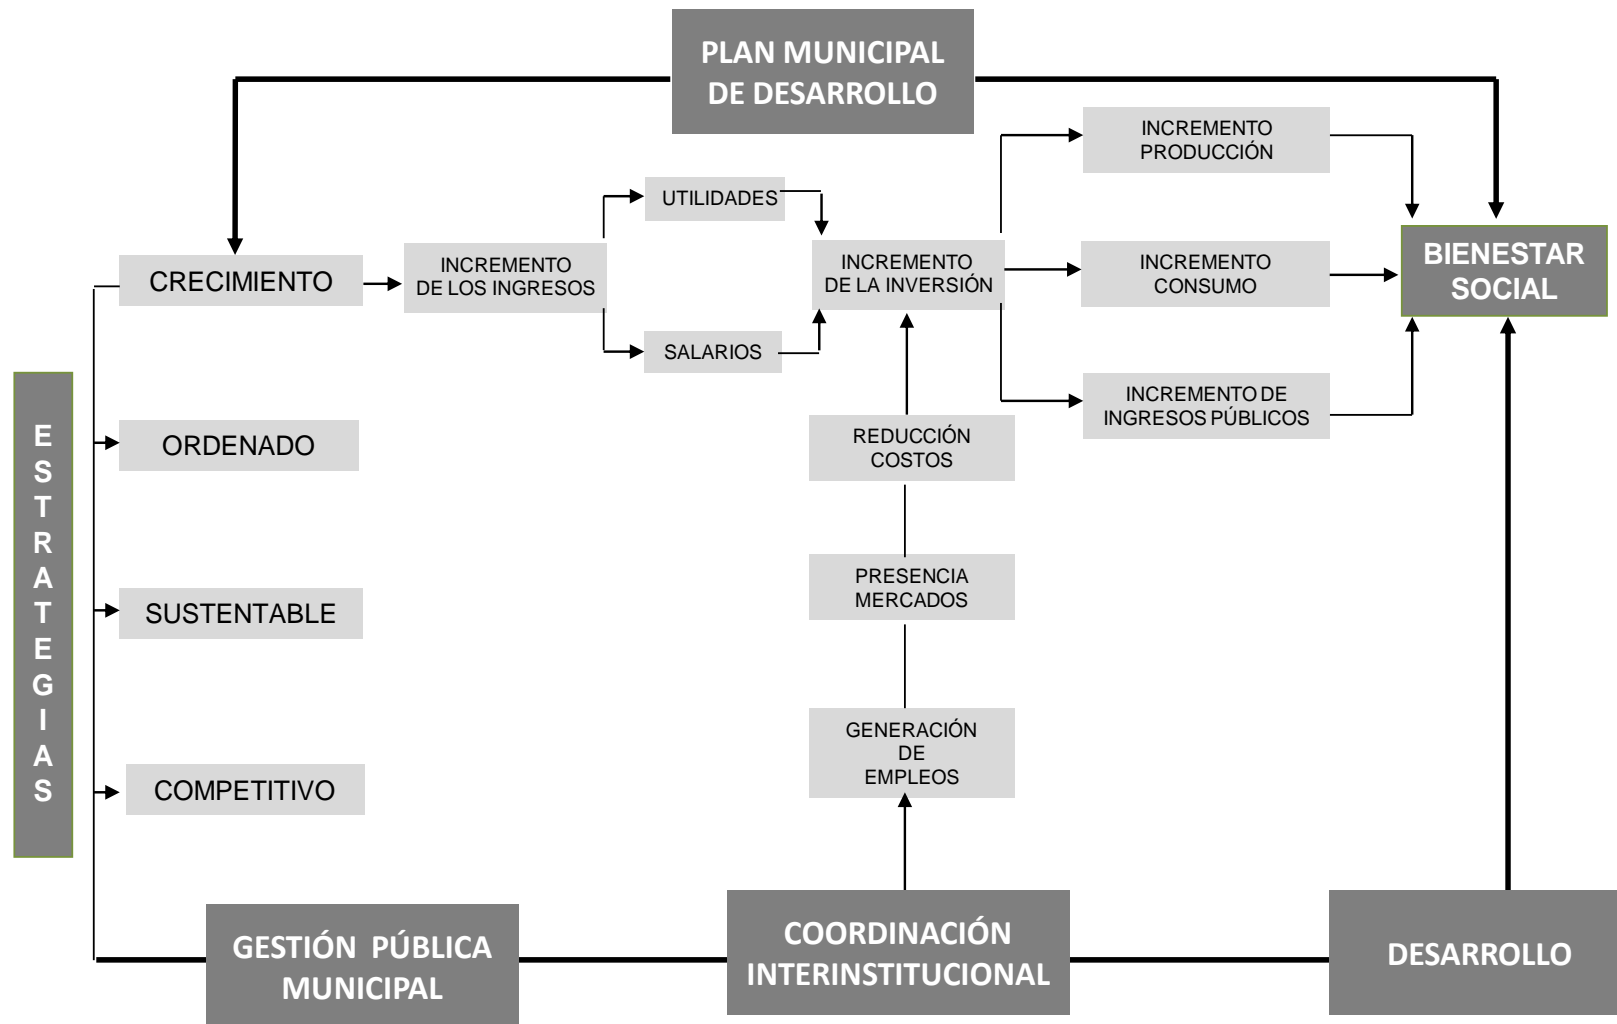 PLAN MUNICIPAL
DE DESARROLLO
INCREMENTO
PRODUCCIÓN
UTILIDADES
CRECIMIENTO
INCREMENTO
DE LOS INGRESOS
INCREMENTO
DE LA INVERSIÓN
INCREMENTO
CONSUMO
BIENESTAR
SOCIAL
SALARIOS
INCREMENTO DE
INGRESOS PÚBLICOS
E
S
T
R
A
T
E
G
I
A
S
ORDENADO
REDUCCIÓN
COSTOS
SUSTENTABLE
PRESENCIA
MERCADOS
COMPETITIVO
GENERACIÓN
DE
EMPLEOS
GESTIÓN PÚBLICA
MUNICIPAL
COORDINACIÓN
INTERINSTITUCIONAL
DESARROLLO